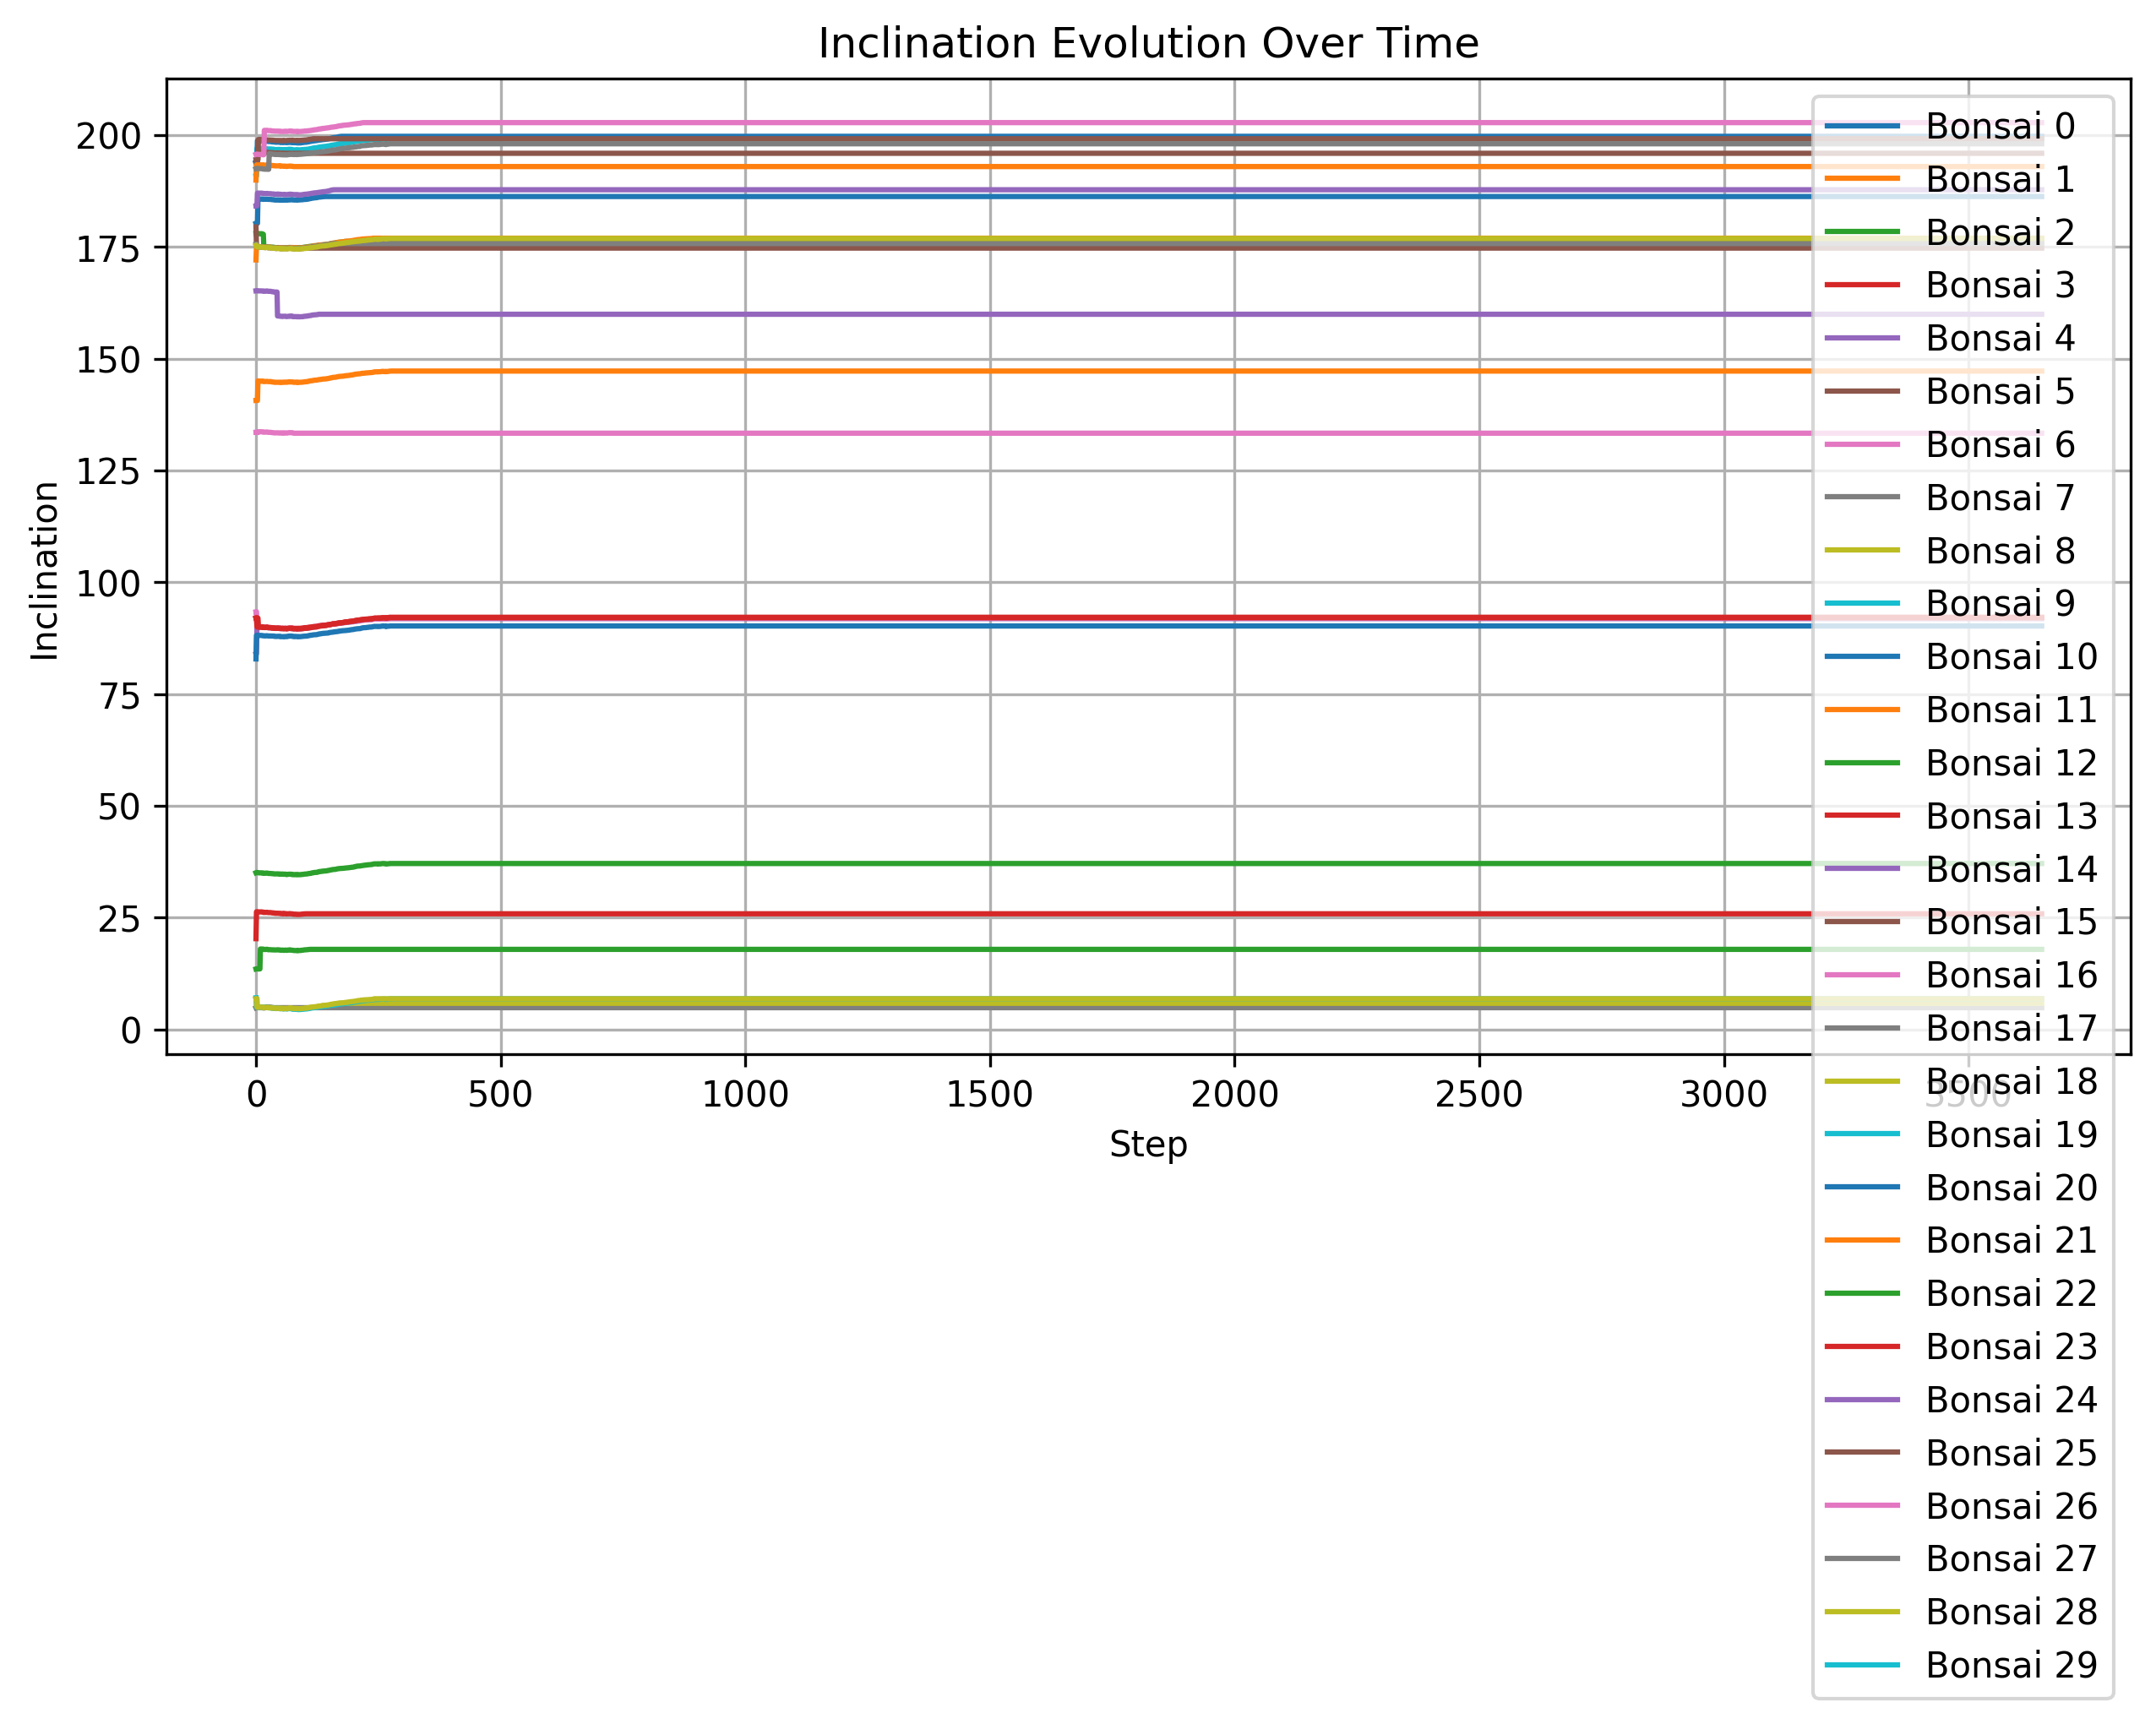 Inclination Evolution Over Time
Inclination
200
175
150
125
100
75
50
25
0
0 500 1000 1500 2000 2500 3000 3500
Step
Bonsai 0
Bonsai 1
Bonsai 2
Bonsai 3
Bonsai 4
Bonsai 5
Bonsai 6
Bonsai 7
Bonsai 8
Bonsai 9
Bonsai 10
Bonsai 11
Bonsai 12
Bonsai 13
Bonsai 14
Bonsai 15
Bonsai 16
Bonsai 17
Bonsai 18
Bonsai 19
Bonsai 20
Bonsai 21
Bonsai 22
Bonsai 23
Bonsai 24
Bonsai 25
Bonsai 26
Bonsai 27
Bonsai 28
Bonsai 29